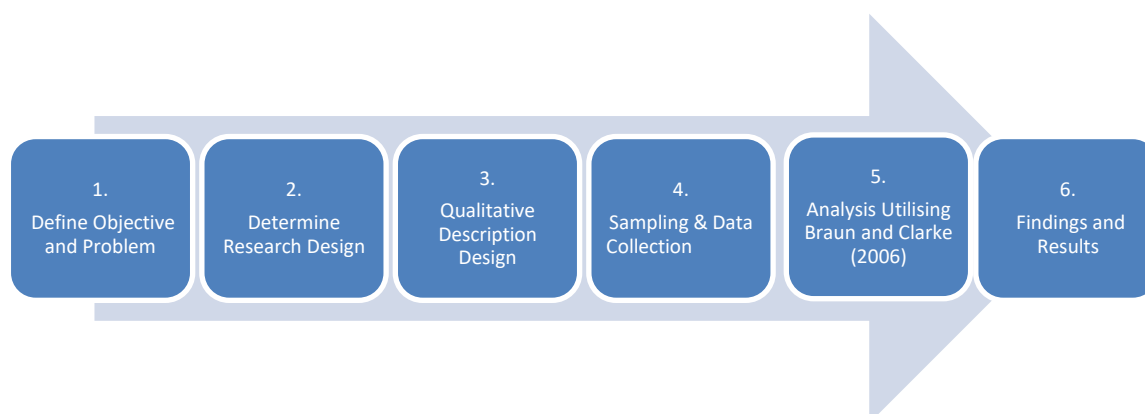 1.
Define Objective
and Problem
2.
Determine
Research Design
3.
Qualitative
Description
Design
4.
Sampling & Data
Collection
5.
Analysis Utilising
Braun and Clarke
(2006)
6.
Findings and
Results